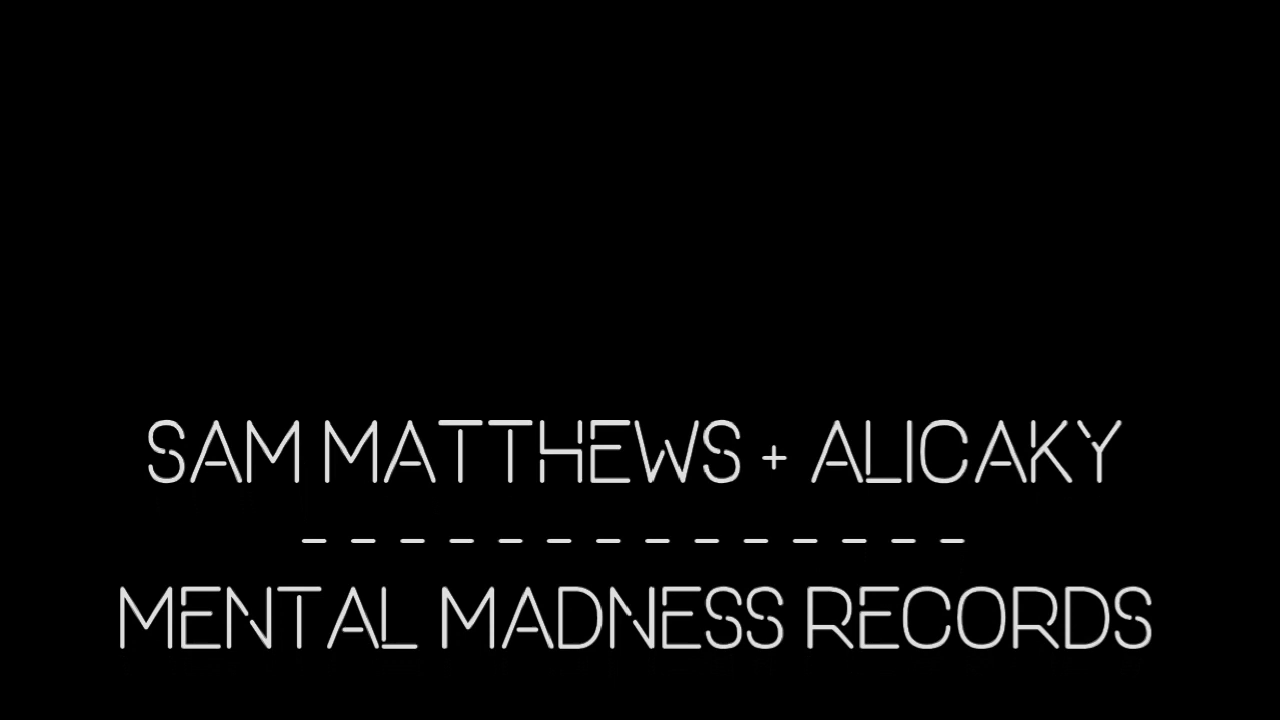 SAM MATTHEWS + ALICAKY
- - - - - - - - - - - - - -
MENTAL MADNESS RECORDS